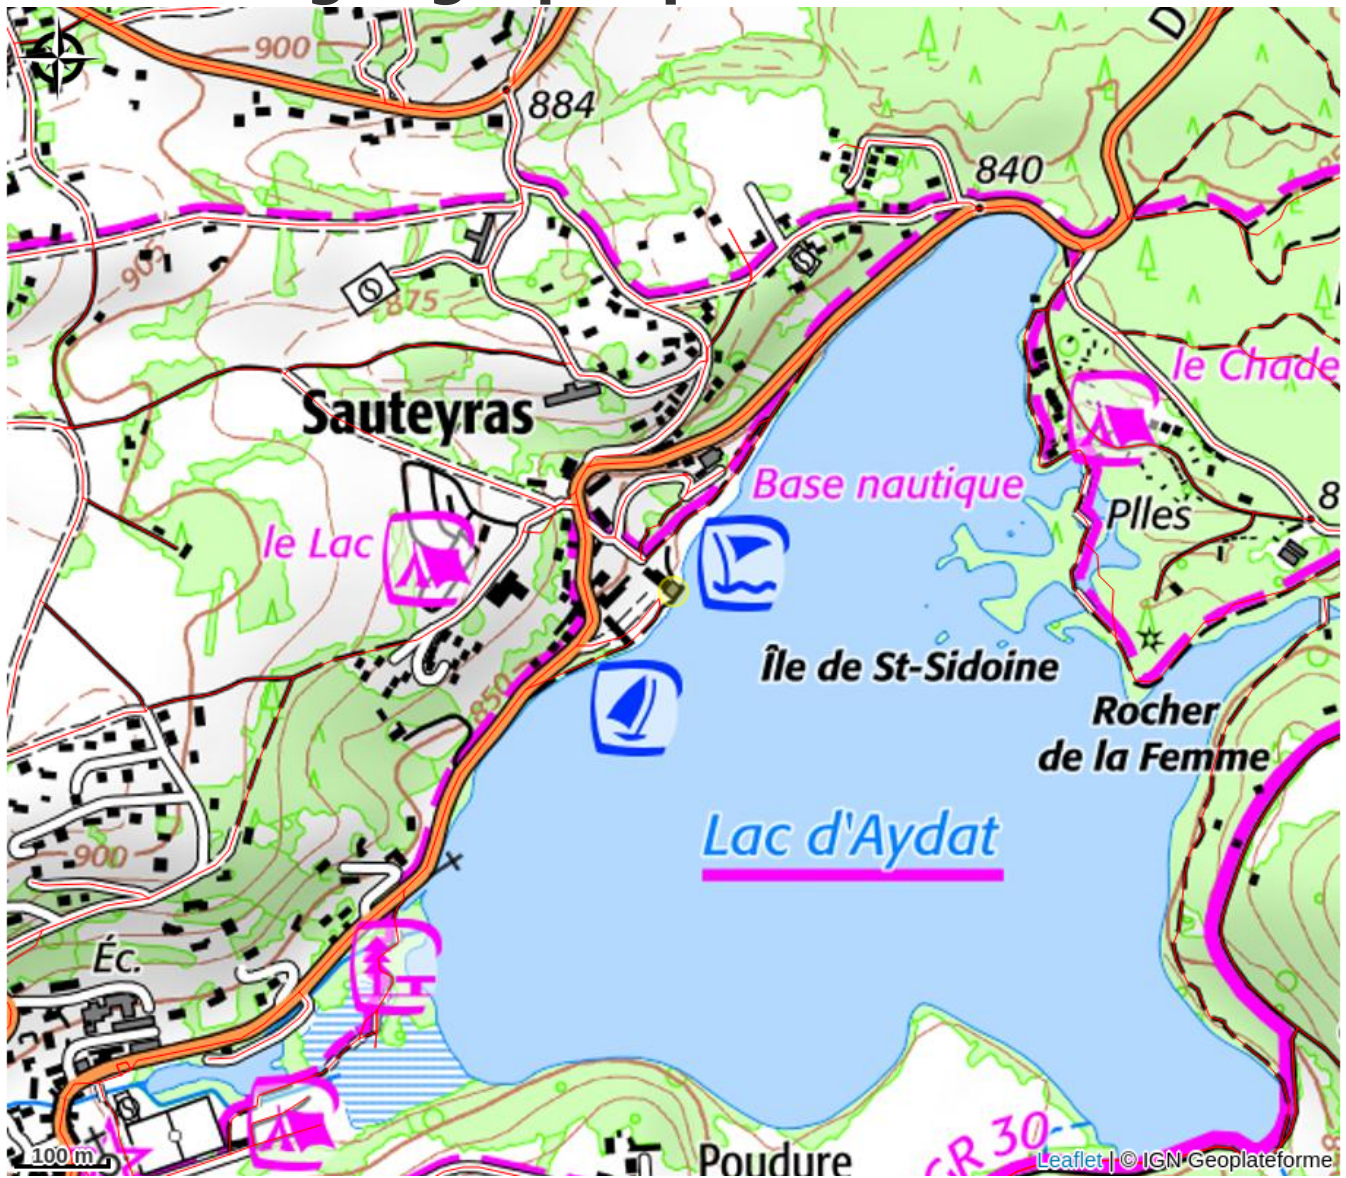 900
D
884
840
905
875
le Chade
Sauteyras
Base nautique
8
Plles
le Lac
Île de St-Sidoine
850
Rocher
de la Femme
Lac d'Aydat
900
Éc.
GR 30
100 m
Poudure
Leaflet | © IGN Geoplateforme